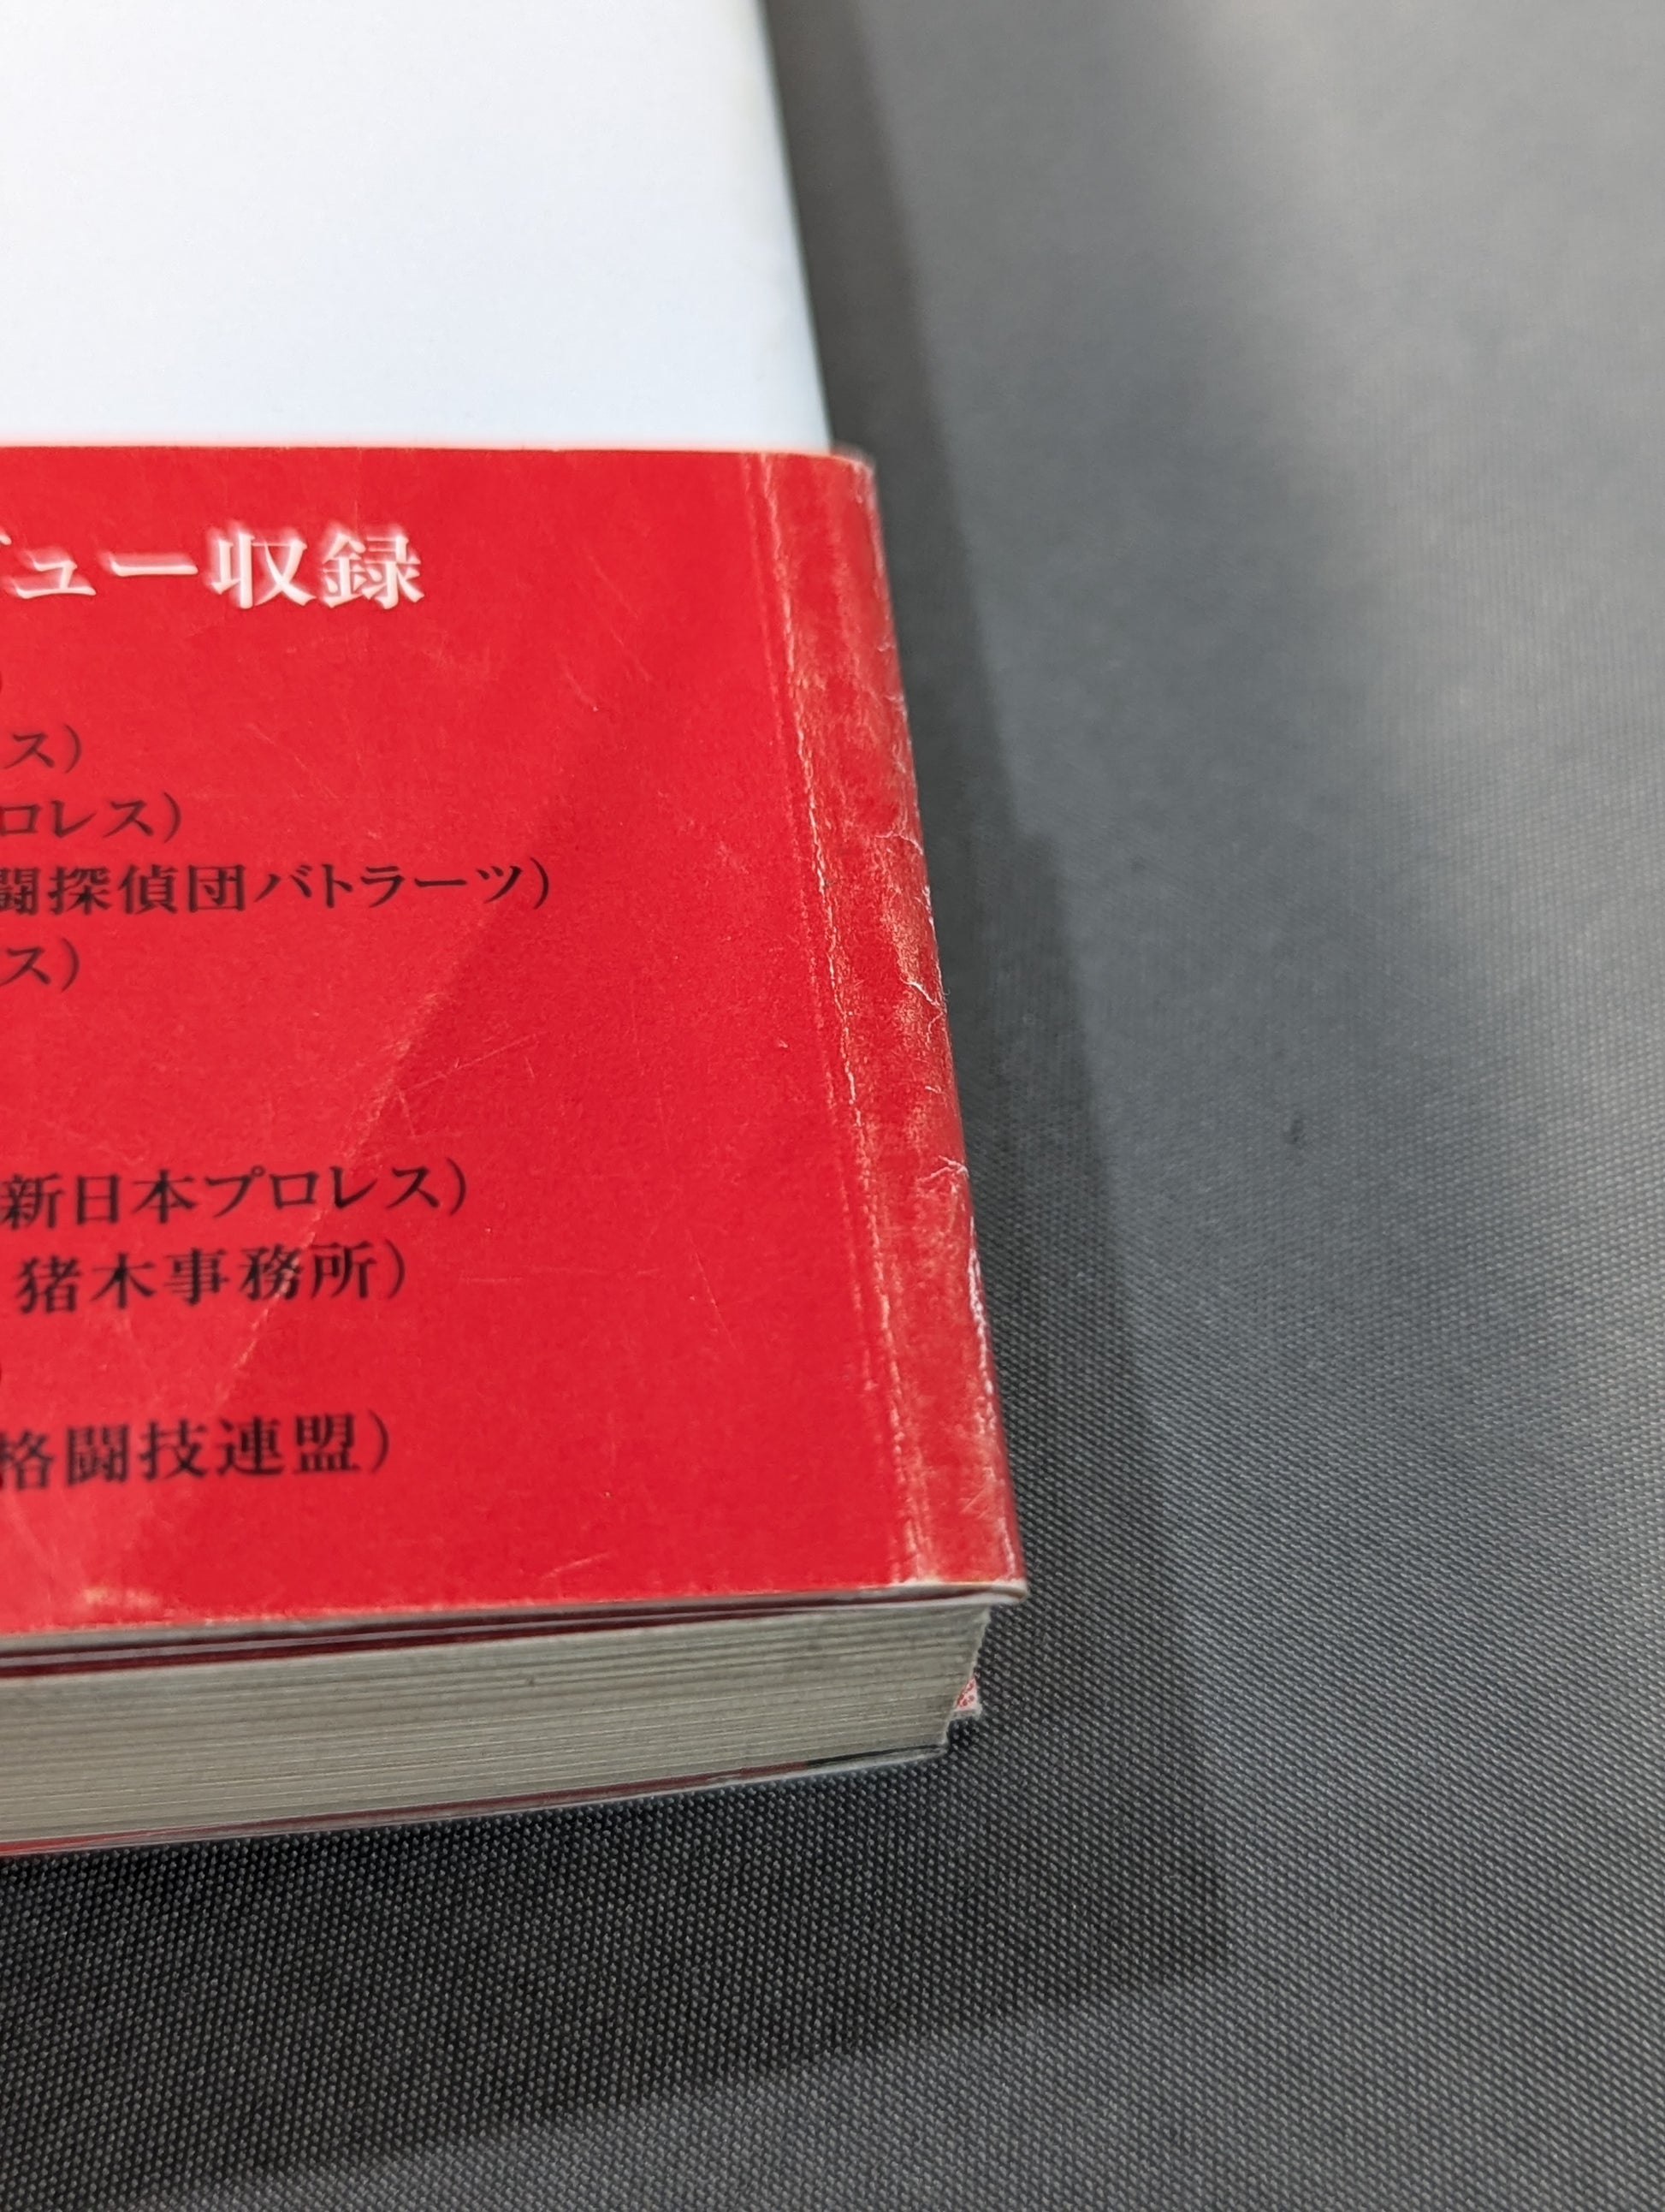 ュー収録
ス）
ロレス）
闘探偵団バトラーツ）
ス）
新日本プロレス）
猪木事務所）
格闘技連盟）